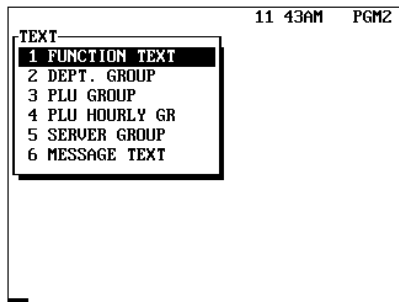 11 43AM PGM2
TEXT
1 FUNCTION TEXT
2 DEPT. GROUP
3 PLU GROUP
4 PLU HOURLY GR
5 SERVER GROUP
6 MESSAGE TEXT